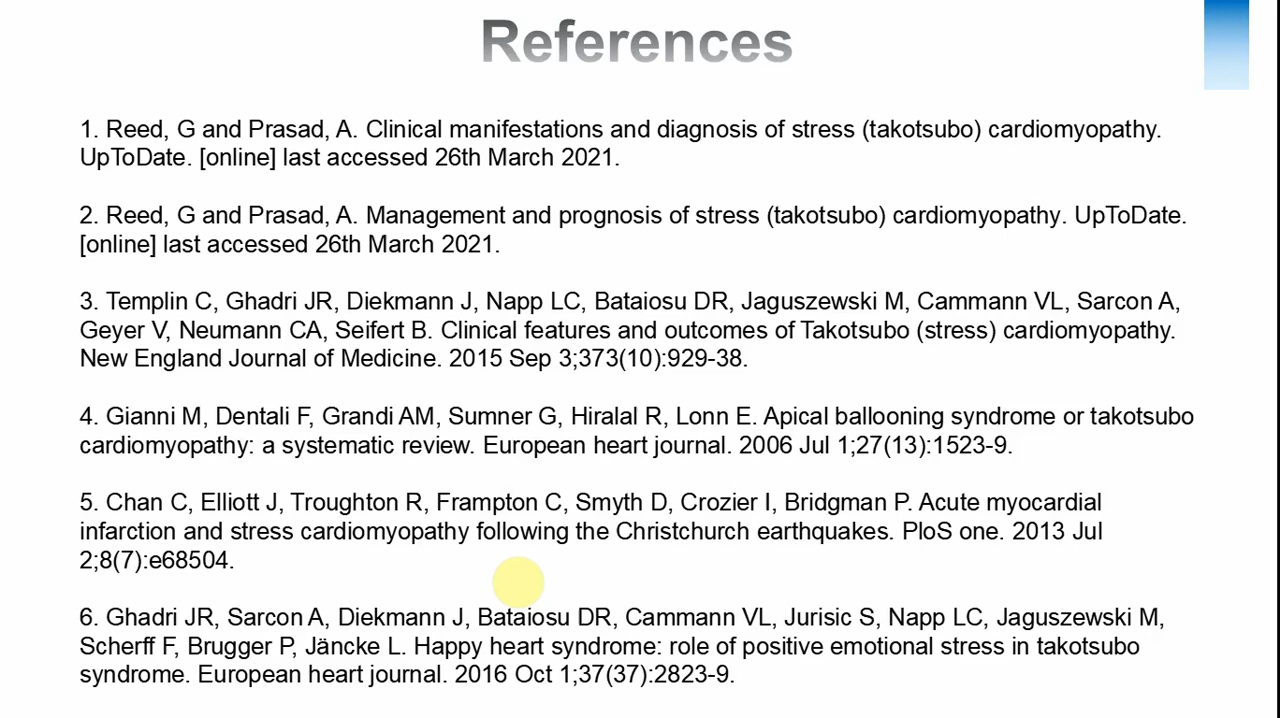 References
1. Reed, G and Prasad, A. Clinical manifestations and diagnosis of stress (takotsubo) cardiomyopathy.
UpToDate. [online] last accessed 26th March 2021.
2. Reed, G and Prasad, A. Management and prognosis of stress (takotsubo) cardiomyopathy. UpToDate.
[online] last accessed 26th March 2021.
3. Templin C, Ghadri JR, Diekmann J, Napp LC, Bataiosu DR, Jaguszewski M, Cammann VL, Sarcon A,
Geyer V, Neumann CA, Seifert B. Clinical features and outcomes of Takotsubo (stress) cardiomyopathy.
New England Journal of Medicine. 2015 Sep 3;373(10):929-38.
4. Gianni M, Dentali F, Grandi AM, Sumner G, Hiralal R, Lonn E. Apical ballooning syndrome or takotsubo
cardiomyopathy: a systematic review. European heart journal. 2006 Jul 1;27(13):1523-9.
5. Chan C, Elliott J, Troughton R, Frampton C, Smyth D, Crozier I, Bridgman P. Acute myocardial
infarction and stress cardiomyopathy following the Christchurch earthquakes. PloS one. 2013 Jul
2;8(7):e68504.
6. Ghadri JR, Sarcon A, Diekmann J, Bataiosu DR, Cammann VL, Jurisic S, Napp LC, Jaguszewski M,
Scherff F, Brugger P, Jäncke L. Happy heart syndrome: role of positive emotional stress in takotsubo
syndrome. European heart journal. 2016 Oct 1;37(37):2823-9.